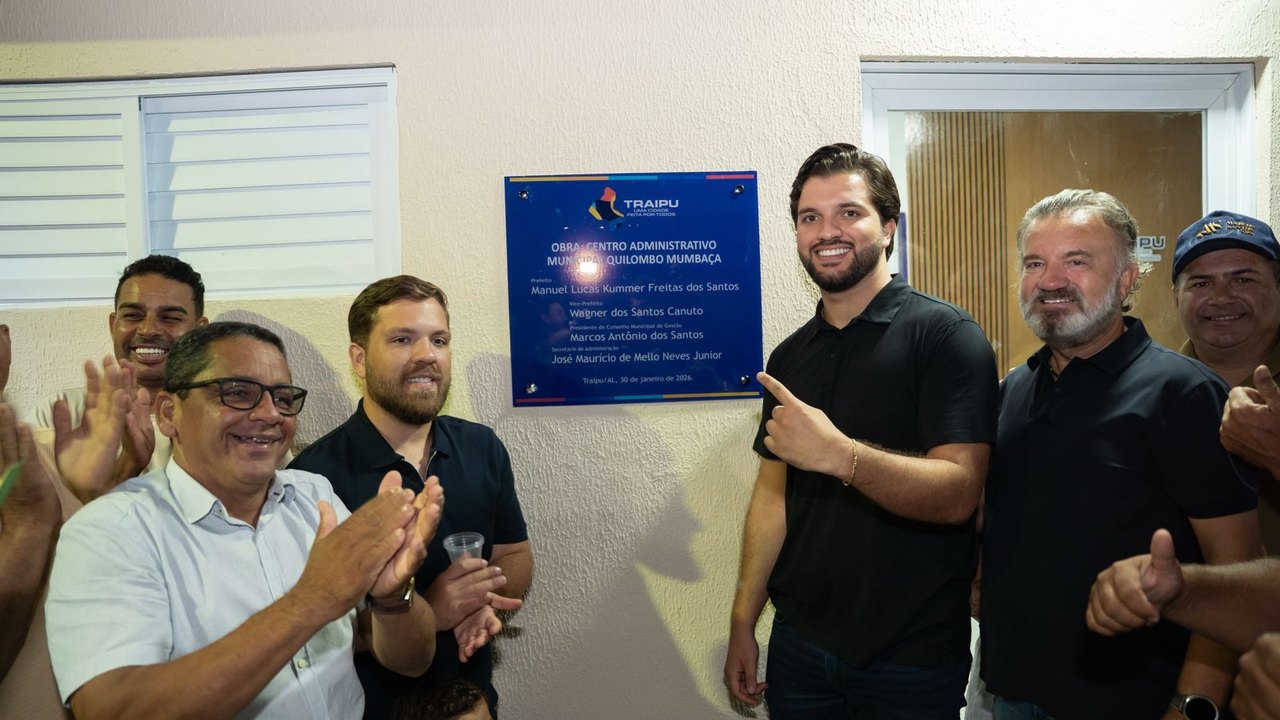 TRAIPU
UMA CIDADE
FEITA POR TODOS
OBRA: CENTRO ADMINISTRATIVO
MUNICIPAL QUILOMBO MUMBAÇA
Prefeito
Manuel Lucas Kummer Freitas dos Santos
Vice-Prefeito
Wagner dos Santos Canuto
Presidente do Conselho Municipal de Gestão
Marcos Antônio dos Santos
Secretário de Administração
José Maurício de Mello Neves Junior
Traipu/AL, 30 de janeiro de 2026.